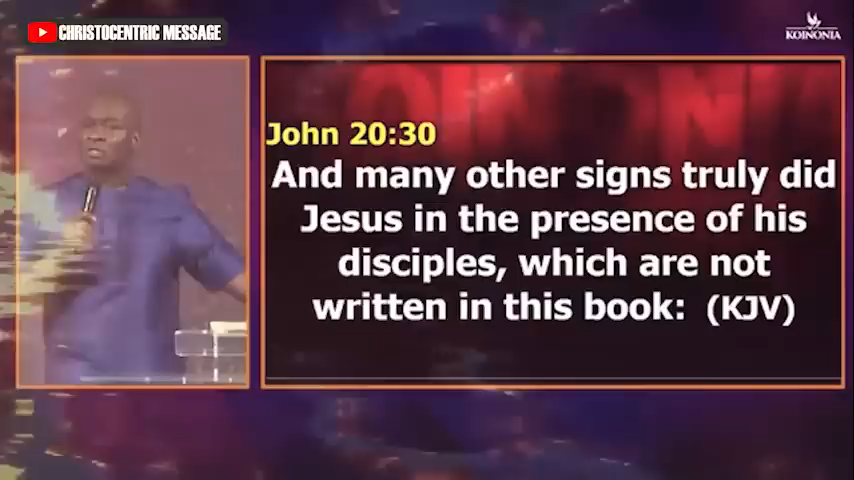 CHRISTOCENTRIC MESSAGE
KOINONIA
John 20:30
And many other signs truly did
Jesus in the presence of his
disciples, which are not
written in this book: (KJV)